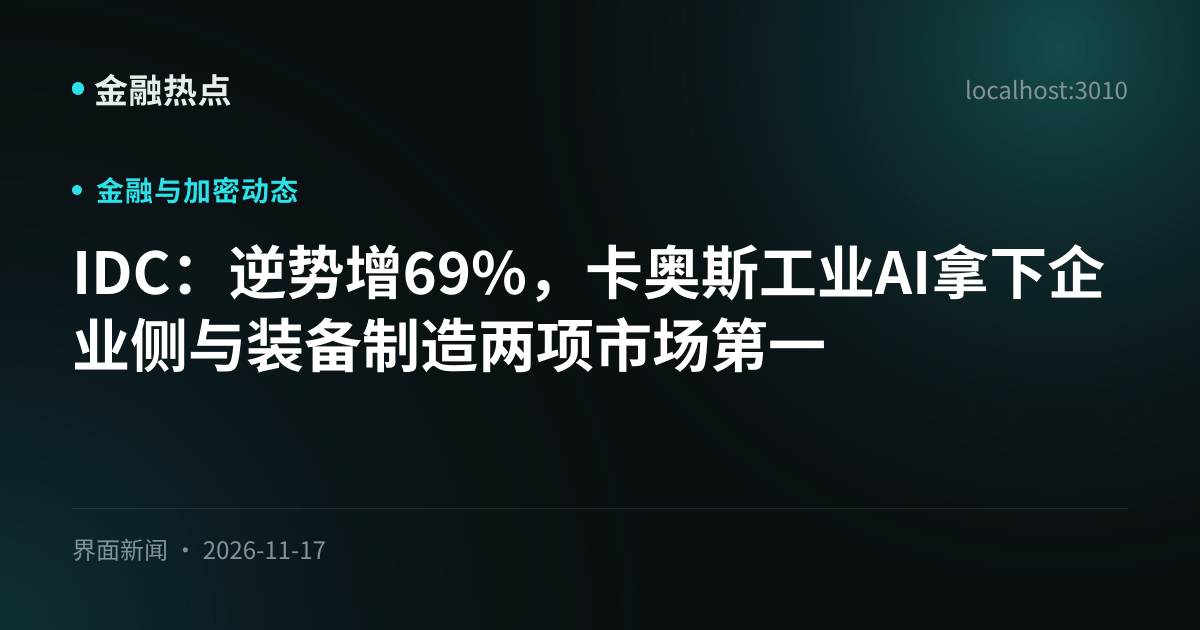 金融热点
localhost:3010
金融与加密动态
IDC：逆势增69%，卡奥斯工业AI拿下企
业侧与装备制造两项市场第一
界面新闻 · 2026-11-17